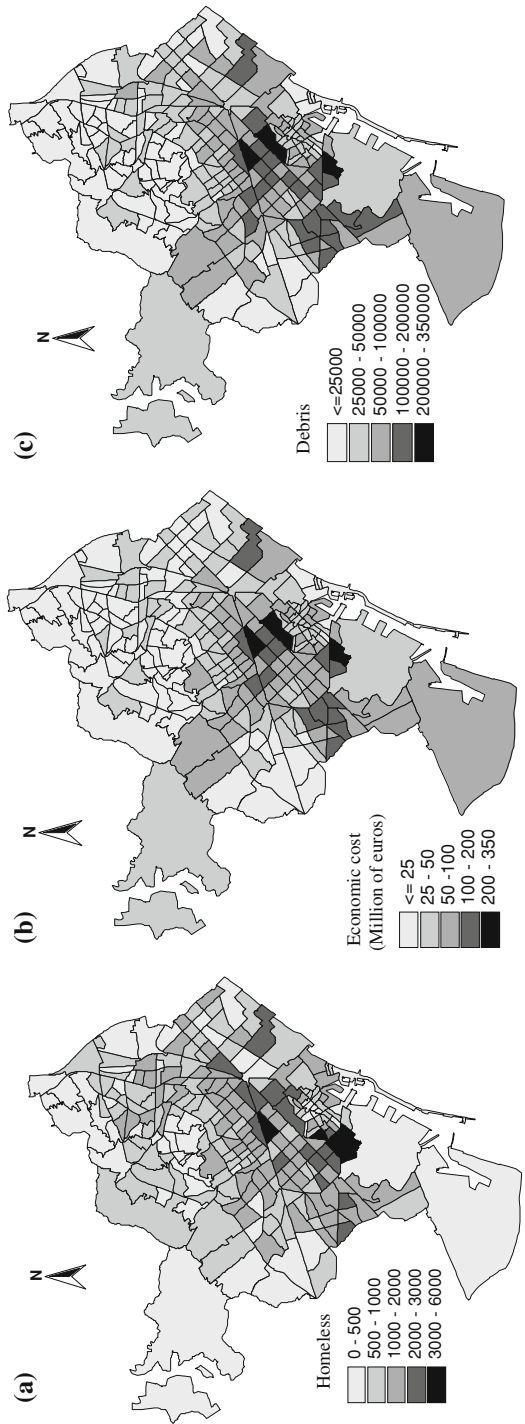 (a)
N
Homeless
0 - 500
500 - 1000
1000 - 2000
2000 - 3000
3000 - 6000
(b)
N
Economic cost
(Million of euros)
<= 25
25 - 50
50 -100
100 - 200
200 - 350
(c)
N
Debris
<=25000
25000 - 50000
50000 - 100000
100000 - 200000
200000 - 350000